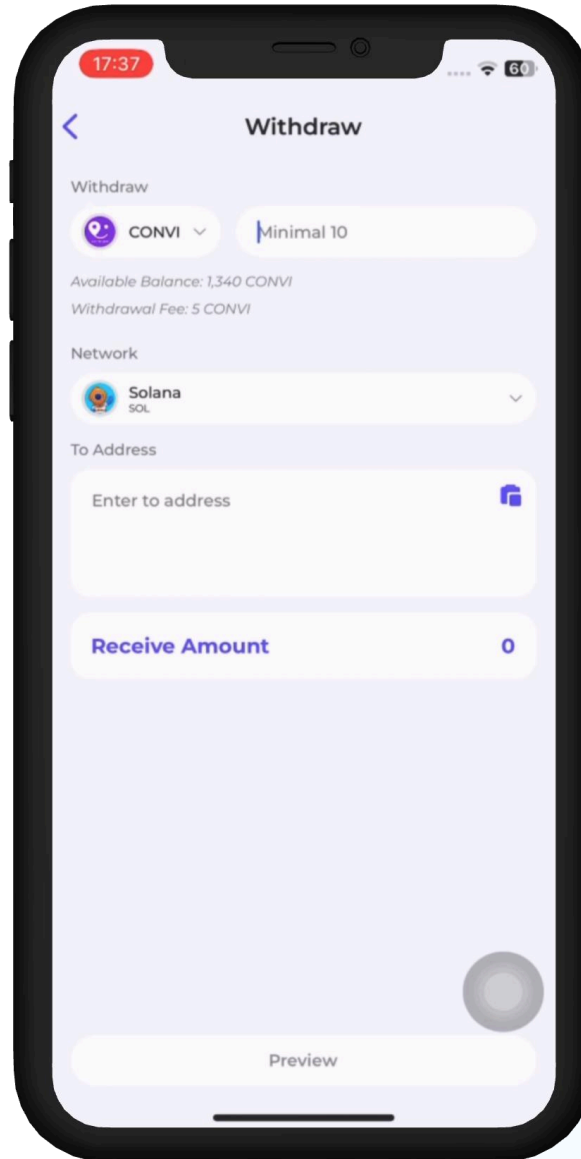 17:37
60
Withdraw
Withdraw
CONVI
Minimal 10
Available Balance: 1,340 CONVI
Withdrawal Fee: 5 CONVI
Network
Solana
SOL
To Address
Enter to address
Receive Amount 0
Preview